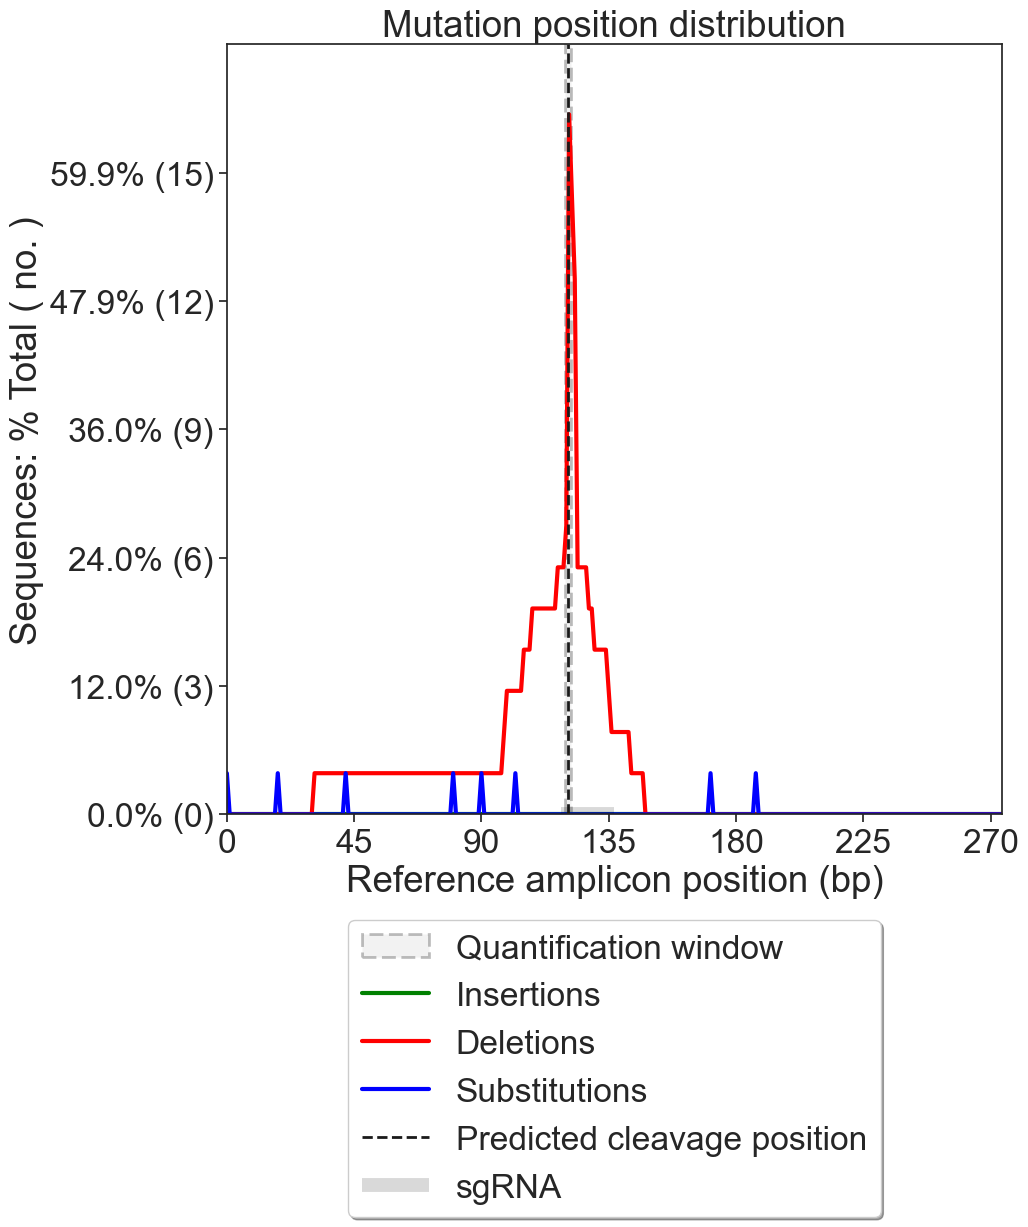 Mutation position distribution
Sequences: % Total ( no. )
59.9% (15)
47.9% (12)
36.0% (9)
24.0% (6)
12.0% (3)
0.0% (0)
0 45 90 135 180 225 270
Reference amplicon position (bp)
Quantification window
Insertions
Deletions
Substitutions
Predicted cleavage position
sgRNA